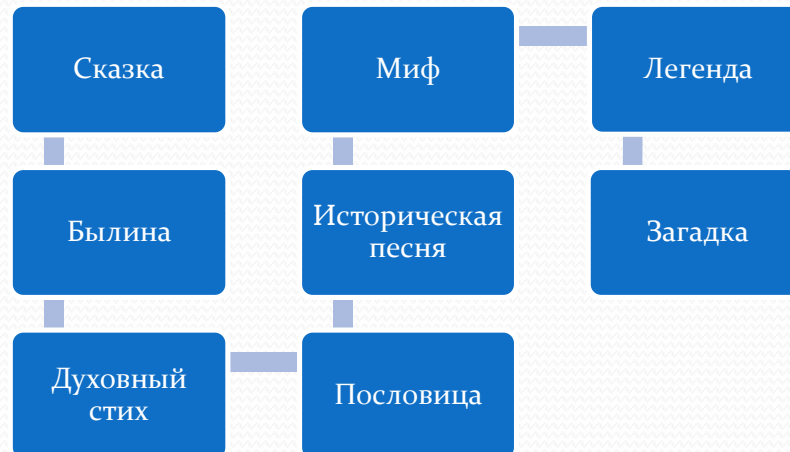 Сказка
Былина
Духовный
стих
Пословица
Историческая
песня
Миф
Легенда
Загадка